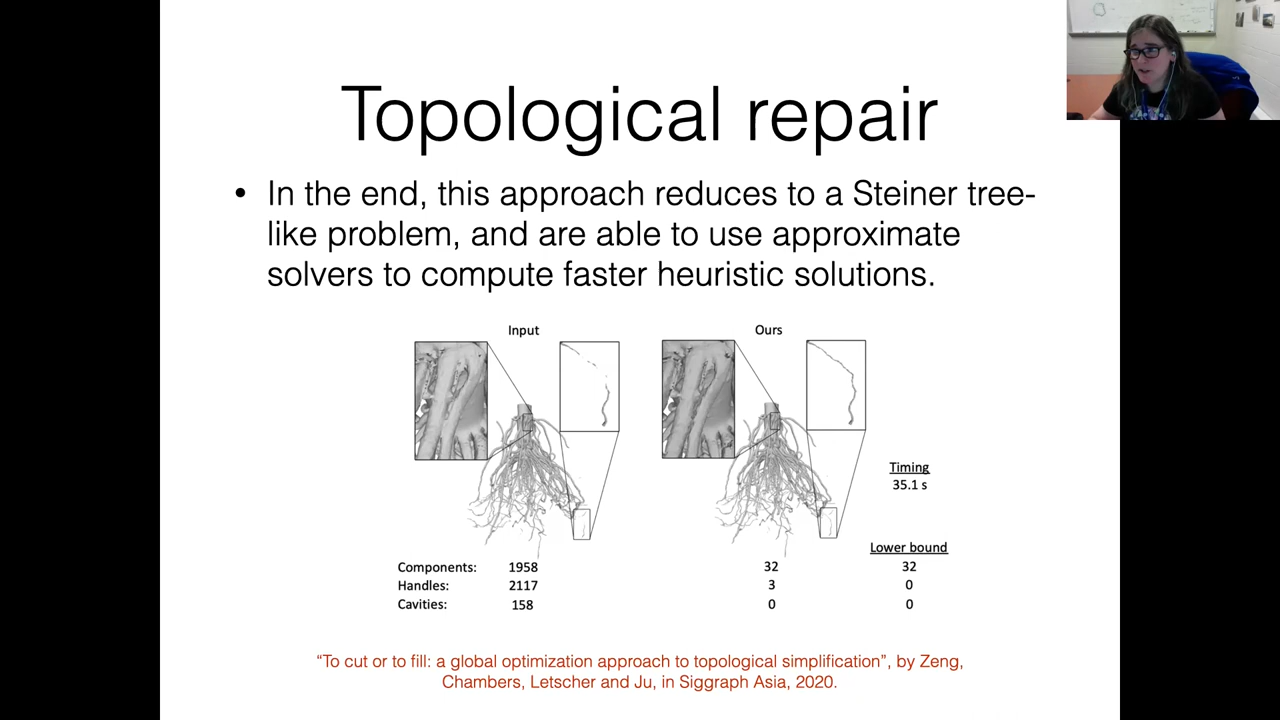 Topological repair
• In the end, this approach reduces to a Steiner tree-
like problem, and are able to use approximate
solvers to compute faster heuristic solutions.
Input
Ours
Timing
35.1 s
Lower bound
Components: 1958 32 32
Handles: 2117 3 0
Cavities: 158 0 0
“To cut or to fill: a global optimization approach to topological simplification”, by Zeng,
Chambers, Letscher and Ju, in Siggraph Asia, 2020.